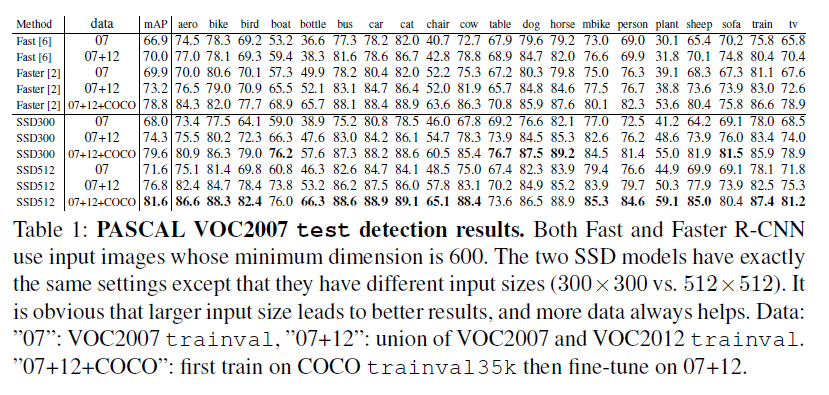 Method data mAP aero bike bird boat bottle bus car cat chair cow table dog horse mbike person plant sheep sofa train tv
Fast [6] 07 66.9 74.5 78.3 69.2 53.2 36.6 77.3 78.2 82.0 40.7 72.7 67.9 79.6 79.2 73.0 69.0 30.1 65.4 70.2 75.8 65.8
Fast [6] 07+12 70.0 77.0 78.1 69.3 59.4 38.3 81.6 78.6 86.7 42.8 78.8 68.9 84.7 82.0 76.6 69.9 31.8 70.1 74.8 80.4 70.4
Faster [2] 07 69.9 70.0 80.6 70.1 57.3 49.9 78.2 80.4 82.0 52.2 75.3 67.2 80.3 79.8 75.0 76.3 39.1 68.3 67.3 81.1 67.6
Faster [2] 07+12 73.2 76.5 79.0 70.9 65.5 52.1 83.1 84.7 86.4 52.0 81.9 65.7 84.8 84.6 77.5 76.7 38.8 73.6 73.9 83.0 72.6
Faster [2] 07+12+COCO 78.8 84.3 82.0 77.7 68.9 65.7 88.1 88.4 88.9 63.6 86.3 70.8 85.9 87.6 80.1 82.3 53.6 80.4 75.8 86.6 78.9
SSD300 07 68.0 73.4 77.5 64.1 59.0 38.9 75.2 80.8 78.5 46.0 67.8 69.2 76.6 82.1 77.0 72.5 41.2 64.2 69.1 78.0 68.5
SSD300 07+12 74.3 75.5 80.2 72.3 66.3 47.6 83.0 84.2 86.1 54.7 78.3 73.9 84.5 85.3 82.6 76.2 48.6 73.9 76.0 83.4 74.0
SSD300 07+12+COCO 79.6 80.9 86.3 79.0 76.2 57.6 87.3 88.2 88.6 60.5 85.4 76.7 87.5 89.2 84.5 81.4 55.0 81.9 81.5 85.9 78.9
SSD512 07 71.6 75.1 81.4 69.8 60.8 46.3 82.6 84.7 84.1 48.5 75.0 67.4 82.3 83.9 79.4 76.6 44.9 69.9 69.1 78.1 71.8
SSD512 07+12 76.8 82.4 84.7 78.4 73.8 53.2 86.2 87.5 86.0 57.8 83.1 70.2 84.9 85.2 83.9 79.7 50.3 77.9 73.9 82.5 75.3
SSD512 07+12+COCO 81.6 86.6 88.3 82.4 76.0 66.3 88.6 88.9 89.1 65.1 88.4 73.6 86.5 88.9 85.3 84.6 59.1 85.0 80.4 87.4 81.2
Table 1: PASCAL VOC2007 test detection results. Both Fast and Faster R-CNN
use input images whose minimum dimension is 600. The two SSD models have exactly
the same settings except that they have different input sizes (300×300 vs. 512×512). It
is obvious that larger input size leads to better results, and more data always helps. Data:
”07”: VOC2007 trainval, ”07+12”: union of VOC2007 and VOC2012 trainval.
”07+12+COCO”: first train on COCO trainval35k then fine-tune on 07+12.